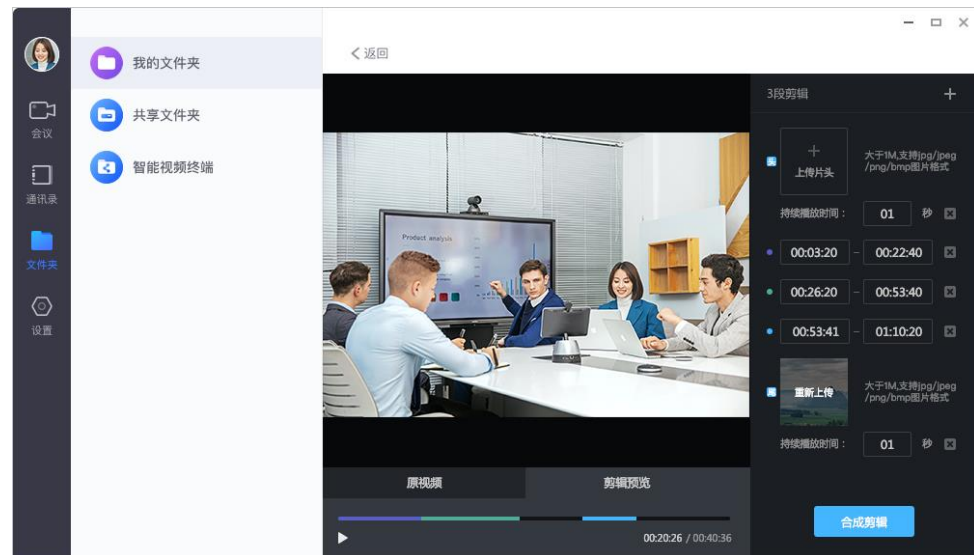 返回
会议
通讯录
文件夹
设置
我的文件夹
共享文件夹
智能视频终端
Product analysis
原视频
剪辑预览
00:20:26 / 00:40:36
3段剪辑
头
上传片头
大于1M,支持jpg/jpeg
/png/bmp图片格式
持续播放时间：
01
秒
00:03:20 – 00:22:40
00:26:20 – 00:53:40
00:53:41 – 01:10:20
尾
重新上传
大于1M,支持jpg/jpeg
/png/bmp图片格式
持续播放时间：
01
秒
合成剪辑